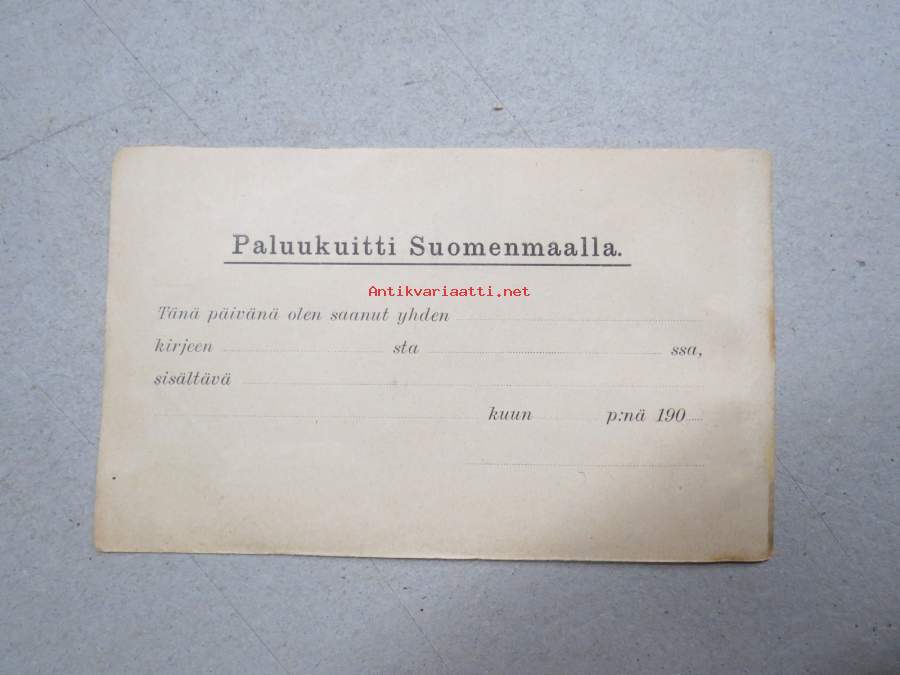 Paluukuitti Suomenmaalla.
Antikvariaatti.net
Tänä päivänä olen saanut yhden
kirjeen sta ssa,
sisältävä
kuun p:nä 190